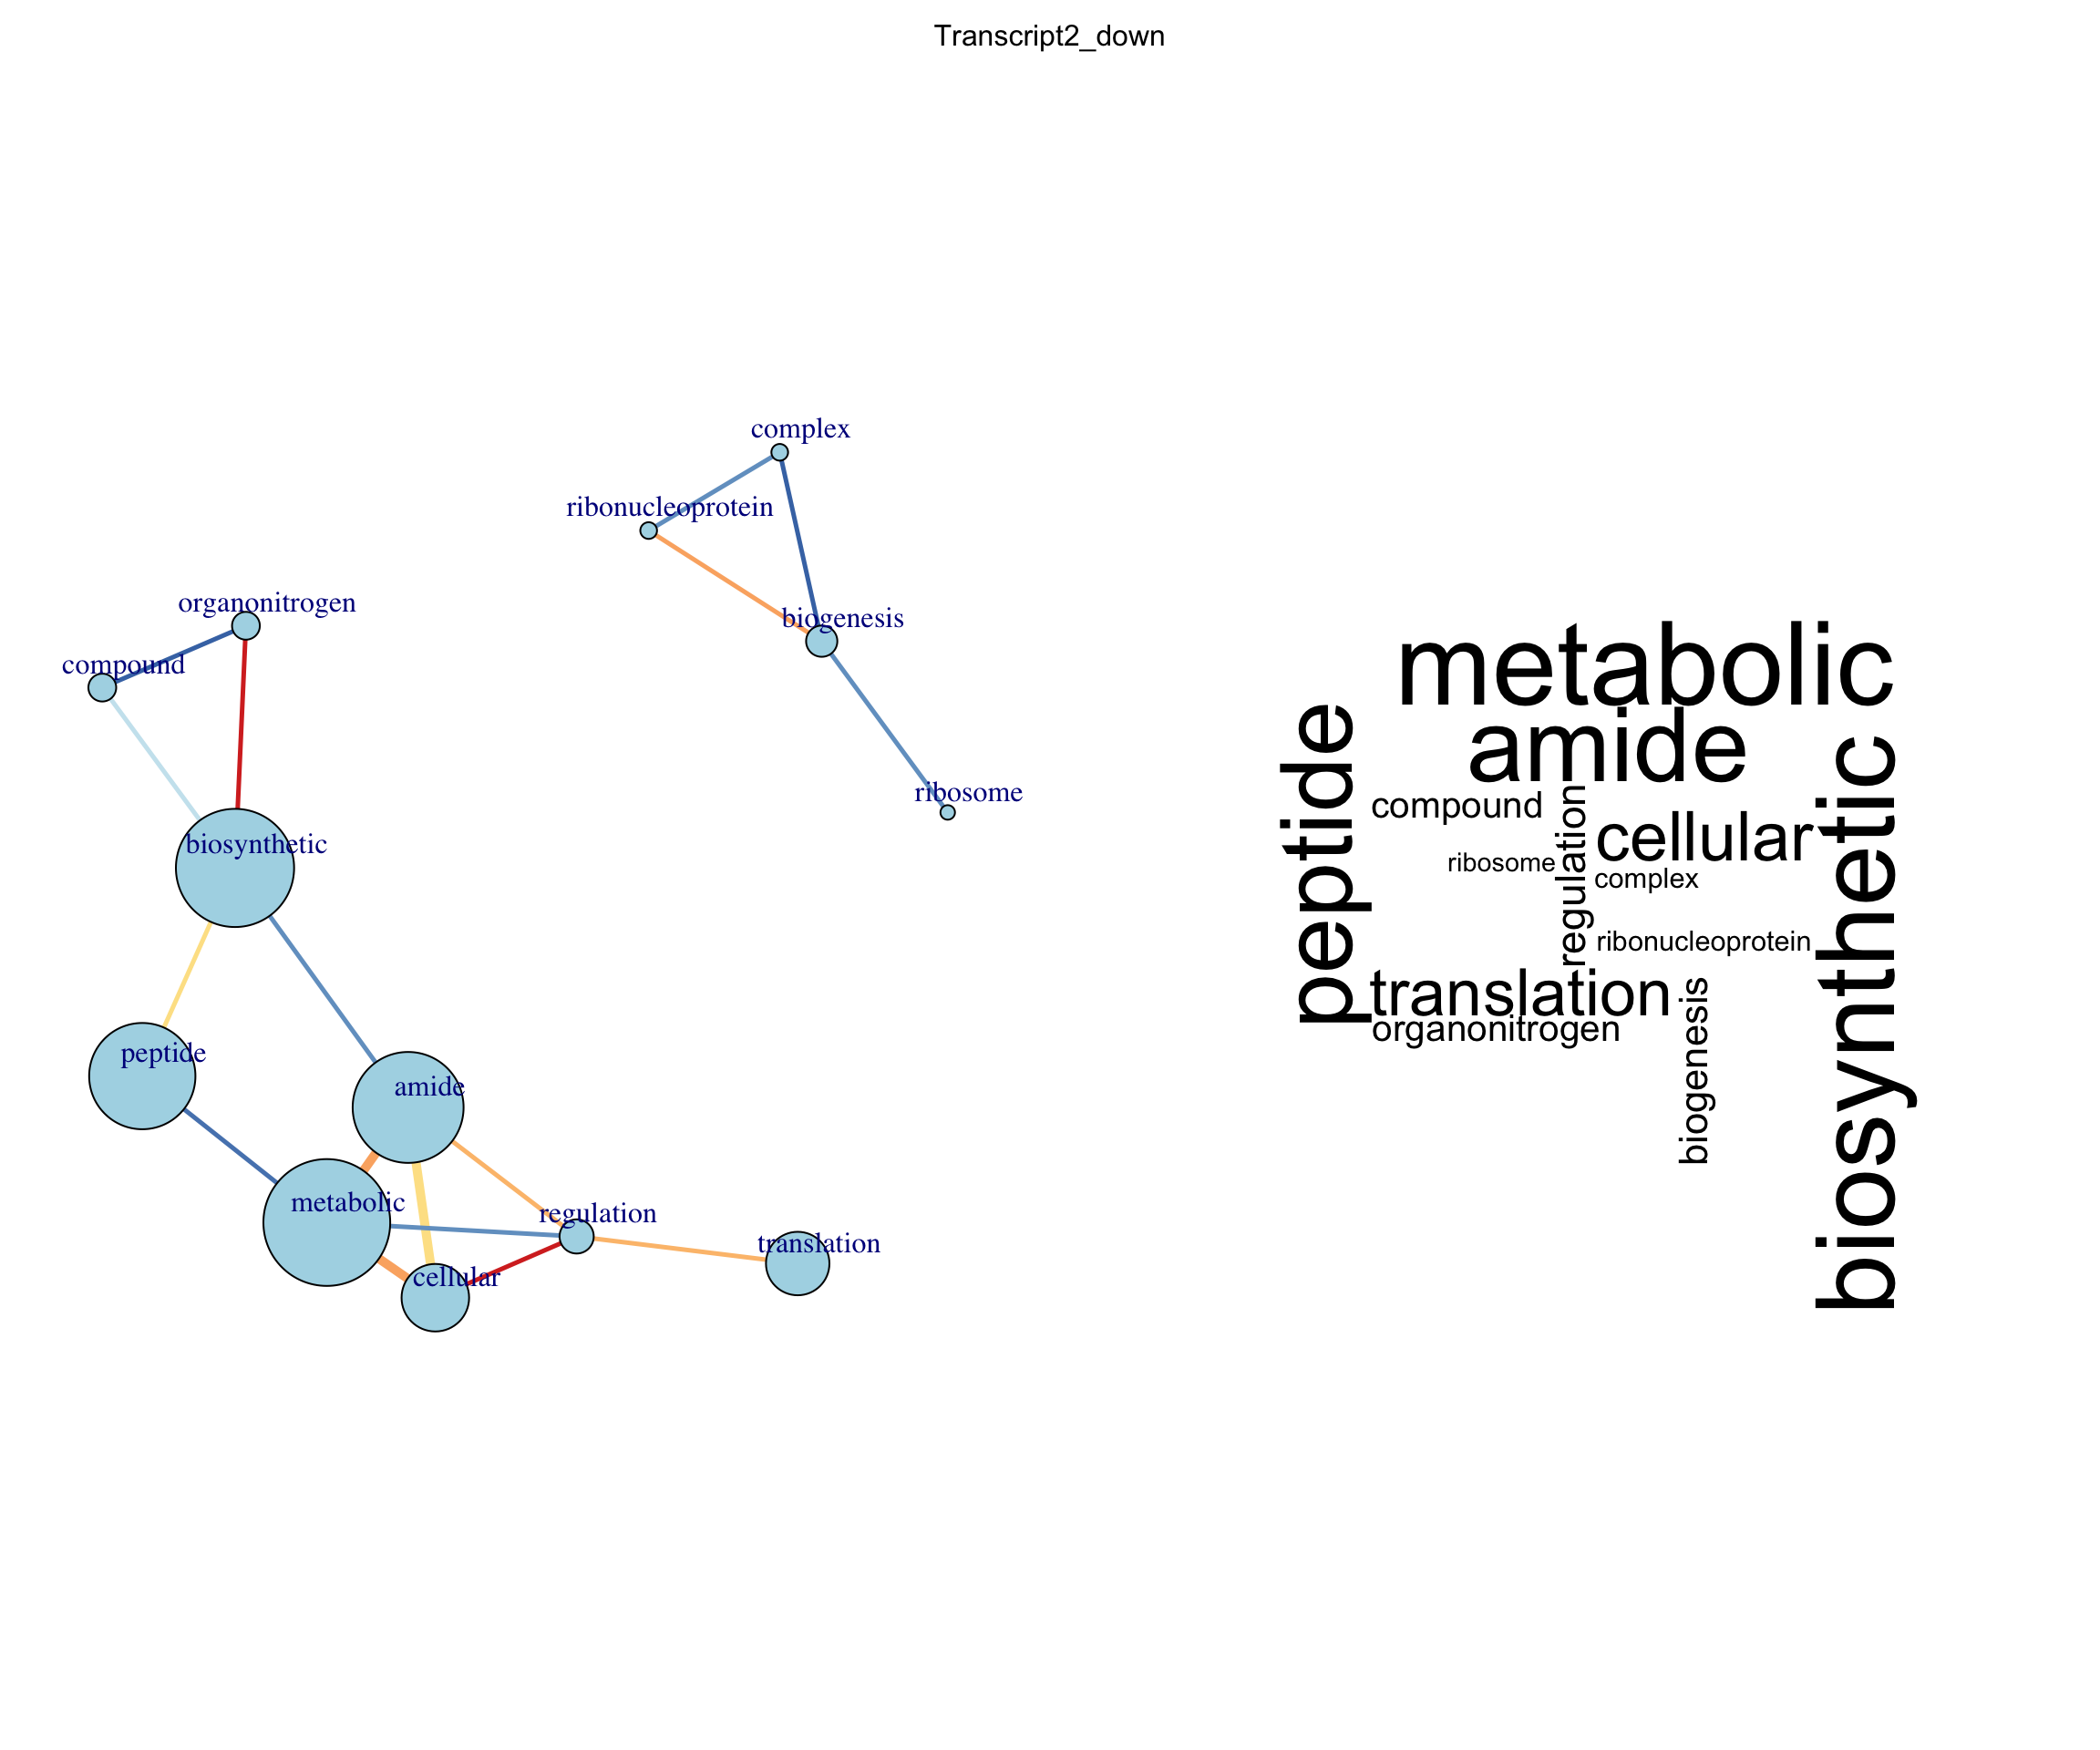 Transcript2_down
complex
ribonucleoprotein
organonitrogen
biogenesis
compound
ribosome
biosynthetic
peptide
amide
metabolic
regulation
translation
cellular
metabolic
amide
peptide
compound
regulation
cellular
biosynthetic
ribosome
complex
ribonucleoprotein
translation
organonitrogen
biogenesis